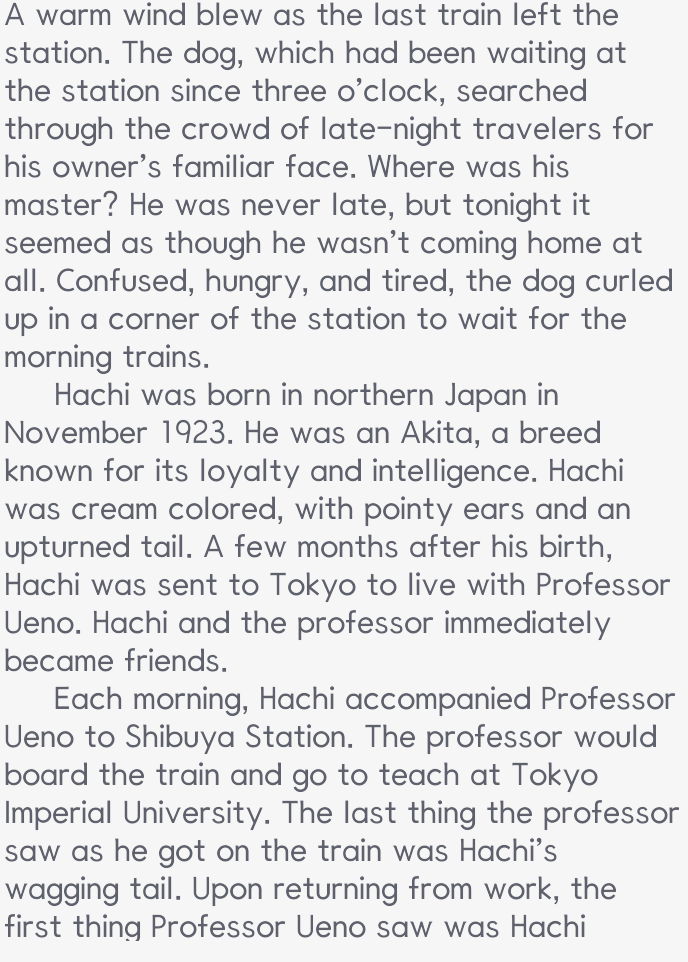 A warm wind blew as the last train left the
station. The dog, which had been waiting at
the station since three o’clock, searched
through the crowd of late-night travelers for
his owner’s familiar face. Where was his
master? He was never late, but tonight it
seemed as though he wasn’t coming home at
all. Confused, hungry, and tired, the dog curled
up in a corner of the station to wait for the
morning trains.
Hachi was born in northern Japan in
November 1923. He was an Akita, a breed
known for its loyalty and intelligence. Hachi
was cream colored, with pointy ears and an
upturned tail. A few months after his birth,
Hachi was sent to Tokyo to live with Professor
Ueno. Hachi and the professor immediately
became friends.
Each morning, Hachi accompanied Professor
Ueno to Shibuya Station. The professor would
board the train and go to teach at Tokyo
Imperial University. The last thing the professor
saw as he got on the train was Hachi’s
wagging tail. Upon returning from work, the
first thing Professor Ueno saw was Hachi